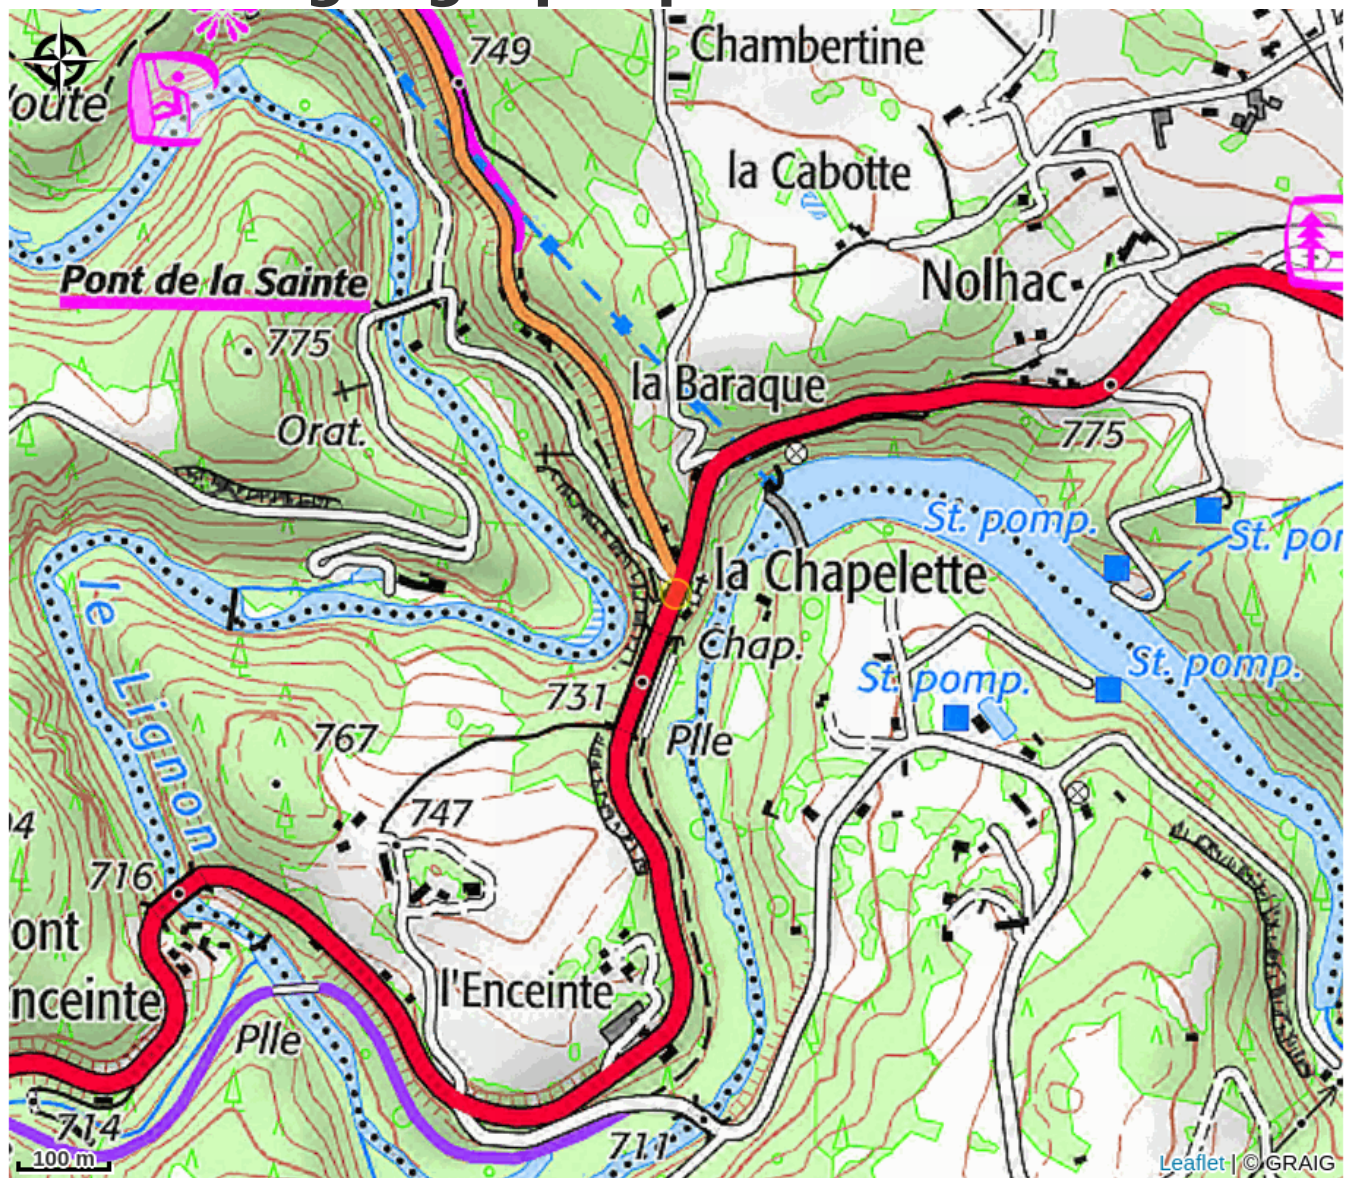 749
Chambertine
oute
la Cabotte
Nolhac
Pont de la Sainte
775
la Baraque
Orat.
775
St. pomp.
St. por
la Chapelette
le Lignon
Chap.
St. pomp.
St. pomp.
731
Plle
767
747
04
716
ont
nceinte
l'Enceinte
Plle
714
711
100 m
Leaflet | © GRAIG